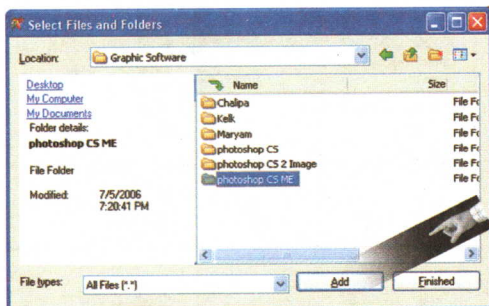 Select Files and Folders
Location: Graphic Software
Desktop
My Computer
My Documents
Folder details:
photoshop CS ME
File Folder
Modified: 7/5/2006
7:20:41 PM
Name Size
Chalipa File Fo
Kelk File Fo
Maryam File Fo
photoshop CS File Fo
photoshop CS 2 Image File Fo
photoshop CS ME File Fo
File types: All Files (*.*)
Add Finished